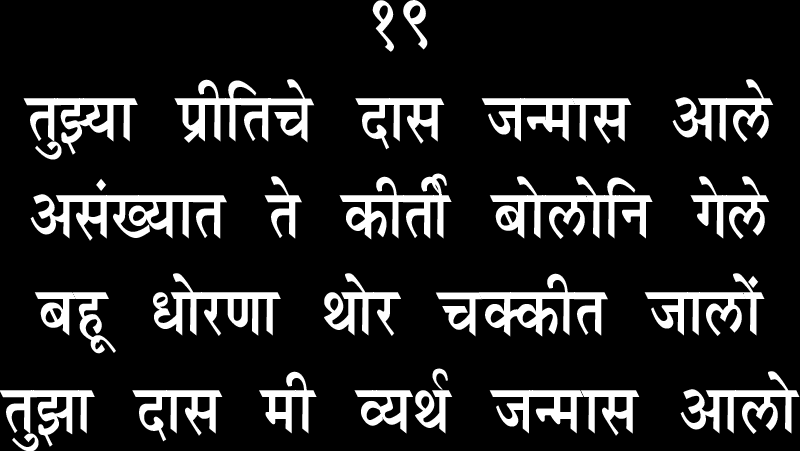 १९
तुझ्या प्रीतिचे दास जन्मास आले
असंख्यात ते कीर्ती बोलोनि गेले
बहू धोरणा थोर चक्कीत जालों
तुझा दास मी व्यर्थ जन्मास आलो